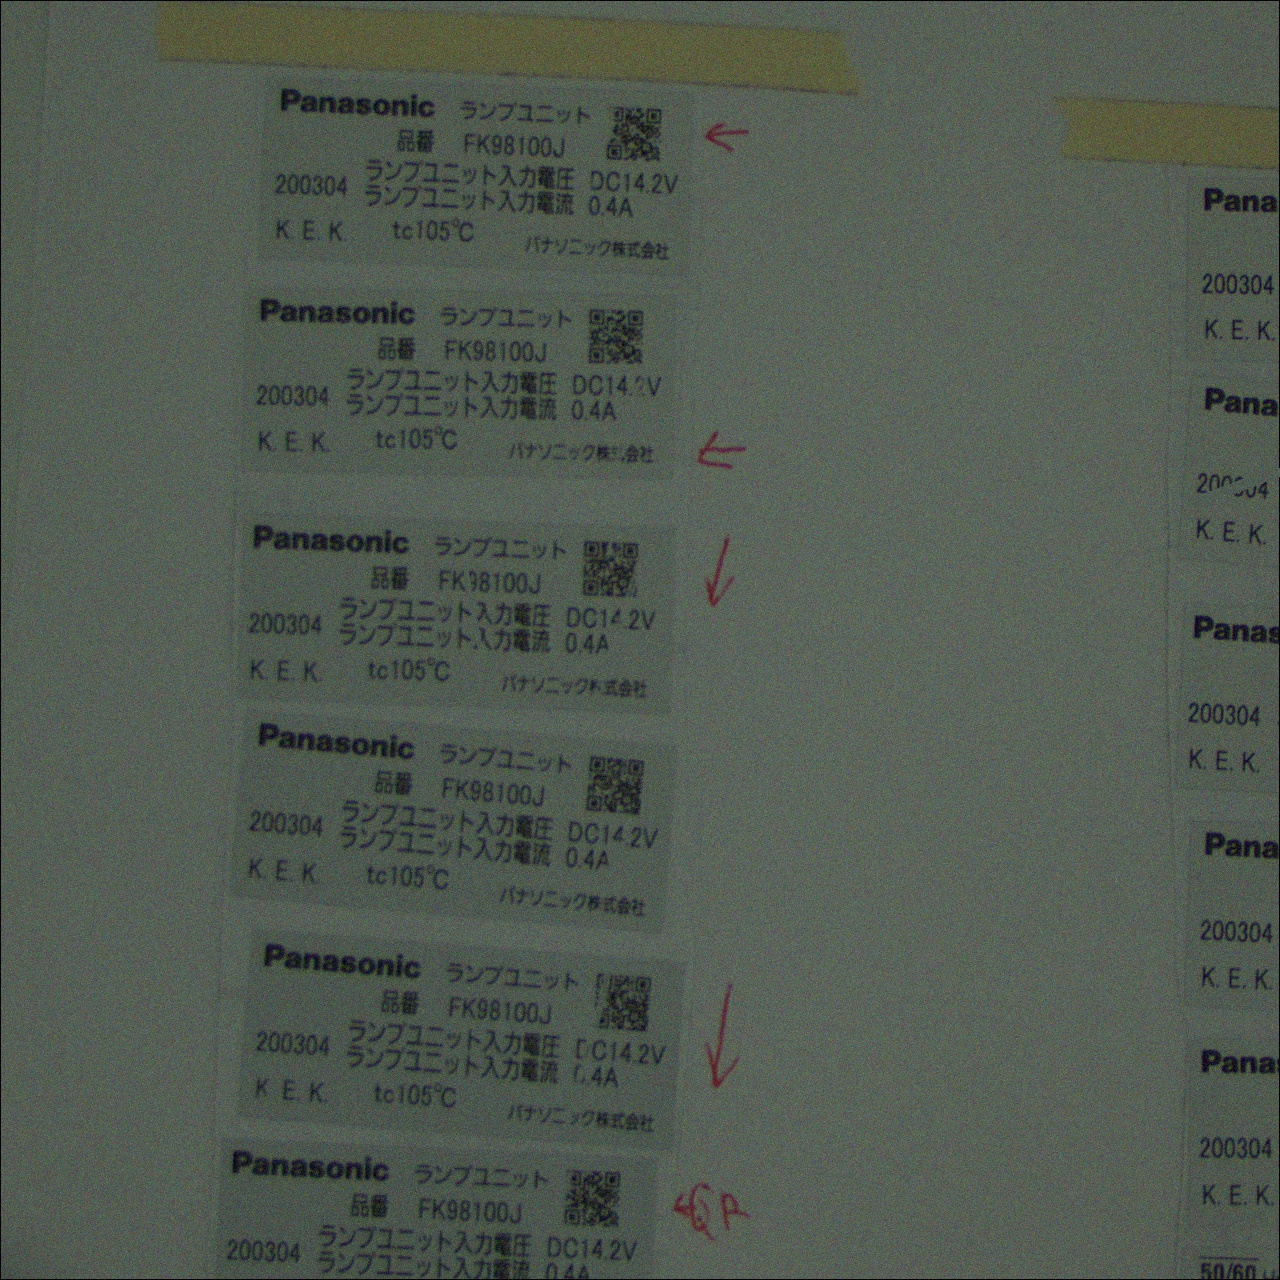 Panasonic ランプユニット
品番 FK98100J
200304 ランプユニット入力電圧 DC14.2V
ランプユニット入力電流 0.4A
K. E. K. tc105℃ パナソニック株式会社
Panasonic ランプユニット
品番 FK98100J
200304 ランプユニット入力電圧 DC14.2V
ランプユニット入力電流 0.4A
K. E. K. tc105℃ パナソニック株式会社
Panasonic ランプユニット
品番 FK98100J
200304 ランプユニット入力電圧 DC14.2V
ランプユニット入力電流 0.4A
K. E. K. tc105℃ パナソニック株式会社
Panasonic ランプユニット
品番 FK98100J
200304 ランプユニット入力電圧 DC14.2V
ランプユニット入力電流 0.4A
K. E. K. tc105℃ パナソニック株式会社
Panasonic ランプユニット
品番 FK98100J
200304 ランプユニット入力電圧 DC14.2V
ランプユニット入力電流 0.4A
K. E. K. tc105℃ パナソニック株式会社
Panasonic ランプユニット
品番 FK98100J
QR
200304 ランプユニット入力電圧 DC14.2V
ランプユニット入力電流 0.4A
Pana
200304
K. E. K.
Pana
K. E. K.
Panas
200304
K. E. K.
Pana
200304
K. E. K.
Pana
200304
K. E. K.
50/60